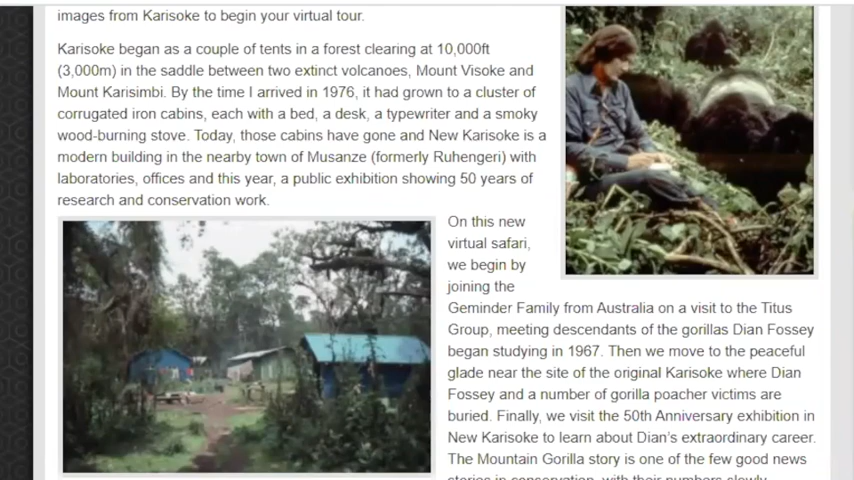 images from Karisoke to begin your virtual tour.
Karisoke began as a couple of tents in a forest clearing at 10,000ft
(3,000m) in the saddle between two extinct volcanoes, Mount Visoke and
Mount Karisimbi. By the time I arrived in 1976, it had grown to a cluster of
corrugated iron cabins, each with a bed, a desk, a typewriter and a smoky
wood-burning stove. Today, those cabins have gone and New Karisoke is a
modern building in the nearby town of Musanze (formerly Ruhengeri) with
laboratories, offices and this year, a public exhibition showing 50 years of
research and conservation work.
On this new
virtual safari,
we begin by
joining the
Geminder Family from Australia on a visit to the Titus
Group, meeting descendants of the gorillas Dian Fossey
began studying in 1967. Then we move to the peaceful
glade near the site of the original Karisoke where Dian
Fossey and a number of gorilla poacher victims are
buried. Finally, we visit the 50th Anniversary exhibition in
New Karisoke to learn about Dian's extraordinary career.
The Mountain Gorilla story is one of the few good news
stories in conservation, with their numbers slowly